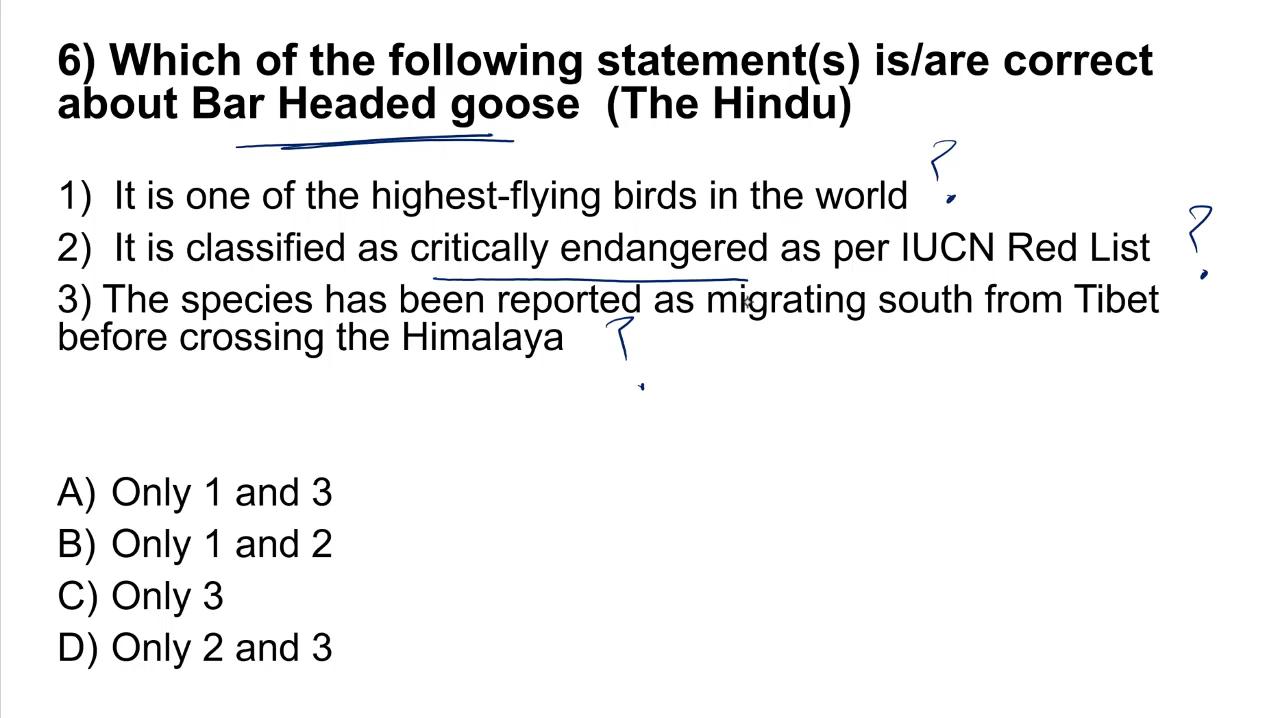 6) Which of the following statement(s) is/are correct
about Bar Headed goose (The Hindu)
1) It is one of the highest-flying birds in the world ?
2) It is classified as critically endangered as per IUCN Red List ?
3) The species has been reported as migrating south from Tibet
before crossing the Himalaya ?
A) Only 1 and 3
B) Only 1 and 2
C) Only 3
D) Only 2 and 3